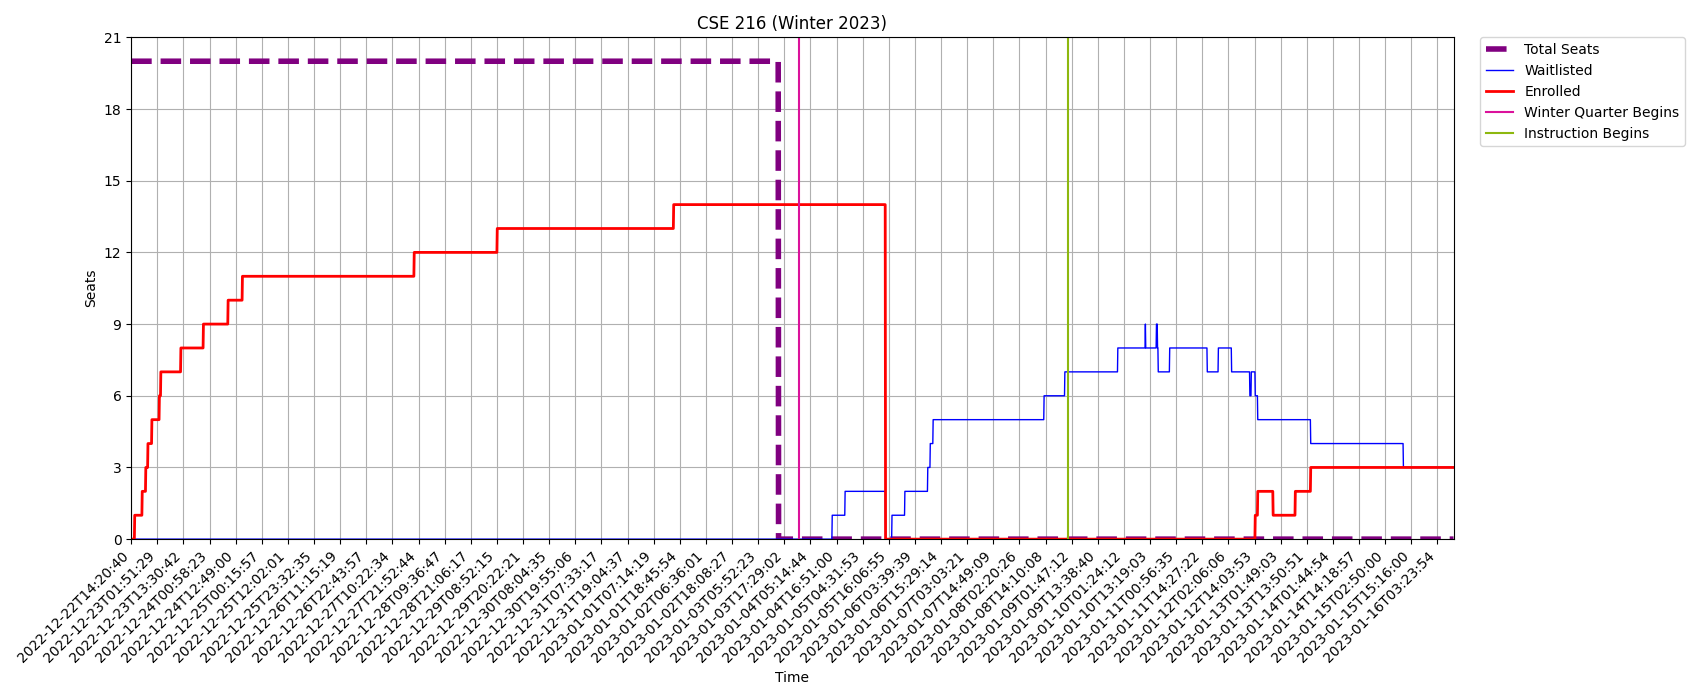 CSE 216 (Winter 2023)
21
18
15
12
9
6
3
0
Seats
Total Seats
Waitlisted
Enrolled
Winter Quarter Begins
Instruction Begins
2022-12-22T14:20:40
2022-12-23T01:51:29
2022-12-23T13:30:42
2022-12-24T00:58:23
2022-12-24T12:49:00
2022-12-25T00:15:57
2022-12-25T12:02:01
2022-12-25T23:32:35
2022-12-26T11:15:19
2022-12-26T22:43:57
2022-12-27T10:22:34
2022-12-27T21:52:44
2022-12-28T09:36:47
2022-12-28T21:06:17
2022-12-29T08:52:15
2022-12-29T20:22:21
2022-12-30T08:04:35
2022-12-30T19:55:06
2022-12-31T07:33:17
2022-12-31T19:04:37
2023-01-01T07:14:19
2023-01-01T18:45:54
2023-01-02T06:36:01
2023-01-02T18:08:27
2023-01-03T05:52:23
2023-01-03T17:29:02
2023-01-04T05:14:44
2023-01-04T16:51:00
2023-01-05T04:31:53
2023-01-05T16:06:55
2023-01-06T03:39:39
2023-01-06T15:29:14
2023-01-07T03:03:21
2023-01-07T14:49:09
2023-01-08T02:20:26
2023-01-08T14:10:08
2023-01-09T01:47:12
2023-01-09T13:38:40
2023-01-10T01:24:12
2023-01-10T13:19:03
2023-01-11T00:56:35
2023-01-11T14:27:22
2023-01-12T02:06:06
2023-01-12T14:03:53
2023-01-13T01:49:03
2023-01-13T13:50:51
2023-01-14T01:44:54
2023-01-14T14:18:57
2023-01-15T02:50:00
2023-01-15T15:16:00
2023-01-16T03:23:54
Time